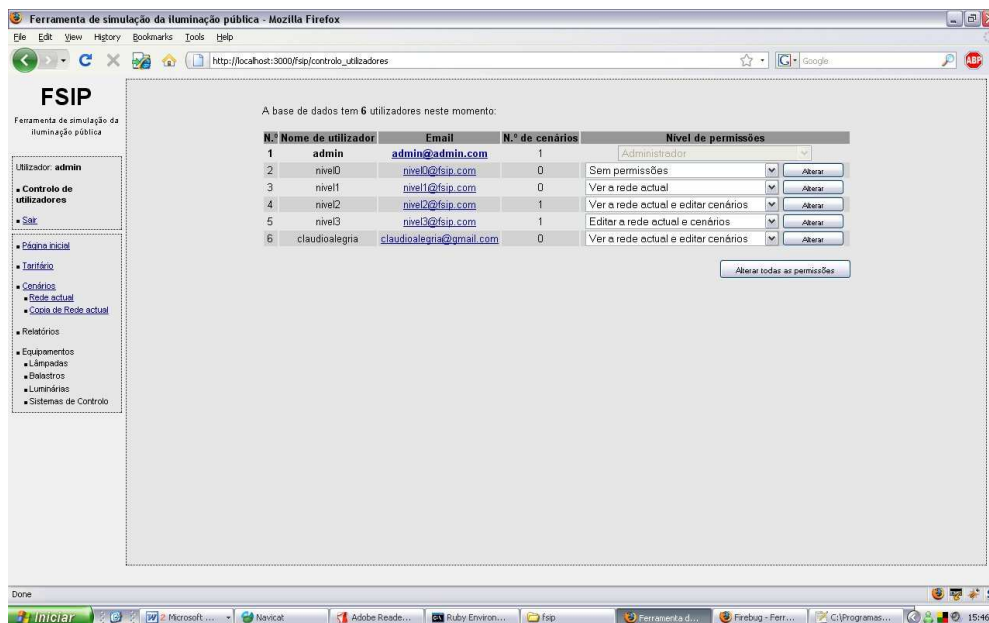 Ferramenta de simulação da iluminação pública - Mozilla Firefox
File Edit View History Bookmarks Tools Help
http://localhost:3000/fsip/controlo_utilizadores
Google
ABP
FSIP
Ferramenta de simulação da
iluminação pública
Utilizador: admin
Controlo de
utilizadores
Sair
Página inicial
Tarifário
Cenários
Rede actual
Copia de Rede actual
Relatórios
Equipamentos
Lâmpadas
Balastros
Luminárias
Sistemas de Controlo
A base de dados tem 6 utilizadores neste momento:
N.º Nome de utilizador Email N.º de cenários Nível de permissões
1 admin admin@admin.com 1 Administrador
2 nivel0 nivel0@fsip.com 0 Sem permissões Alterar
3 nivel1 nivel1@fsip.com 0 Ver a rede actual Alterar
4 nivel2 nivel2@fsip.com 1 Ver a rede actual e editar cenários Alterar
5 nivel3 nivel3@fsip.com 1 Editar a rede actual e cenários Alterar
6 claudioalegria claudioalegria@gmail.com 0 Ver a rede actual e editar cenários Alterar
Alterar todas as permissões
Done
Iniciar 2 Microsoft ... Navicat Adobe Reade... Ruby Environ... fsip Ferramenta d... Firebug - Ferr... C:\Programas... 15:46